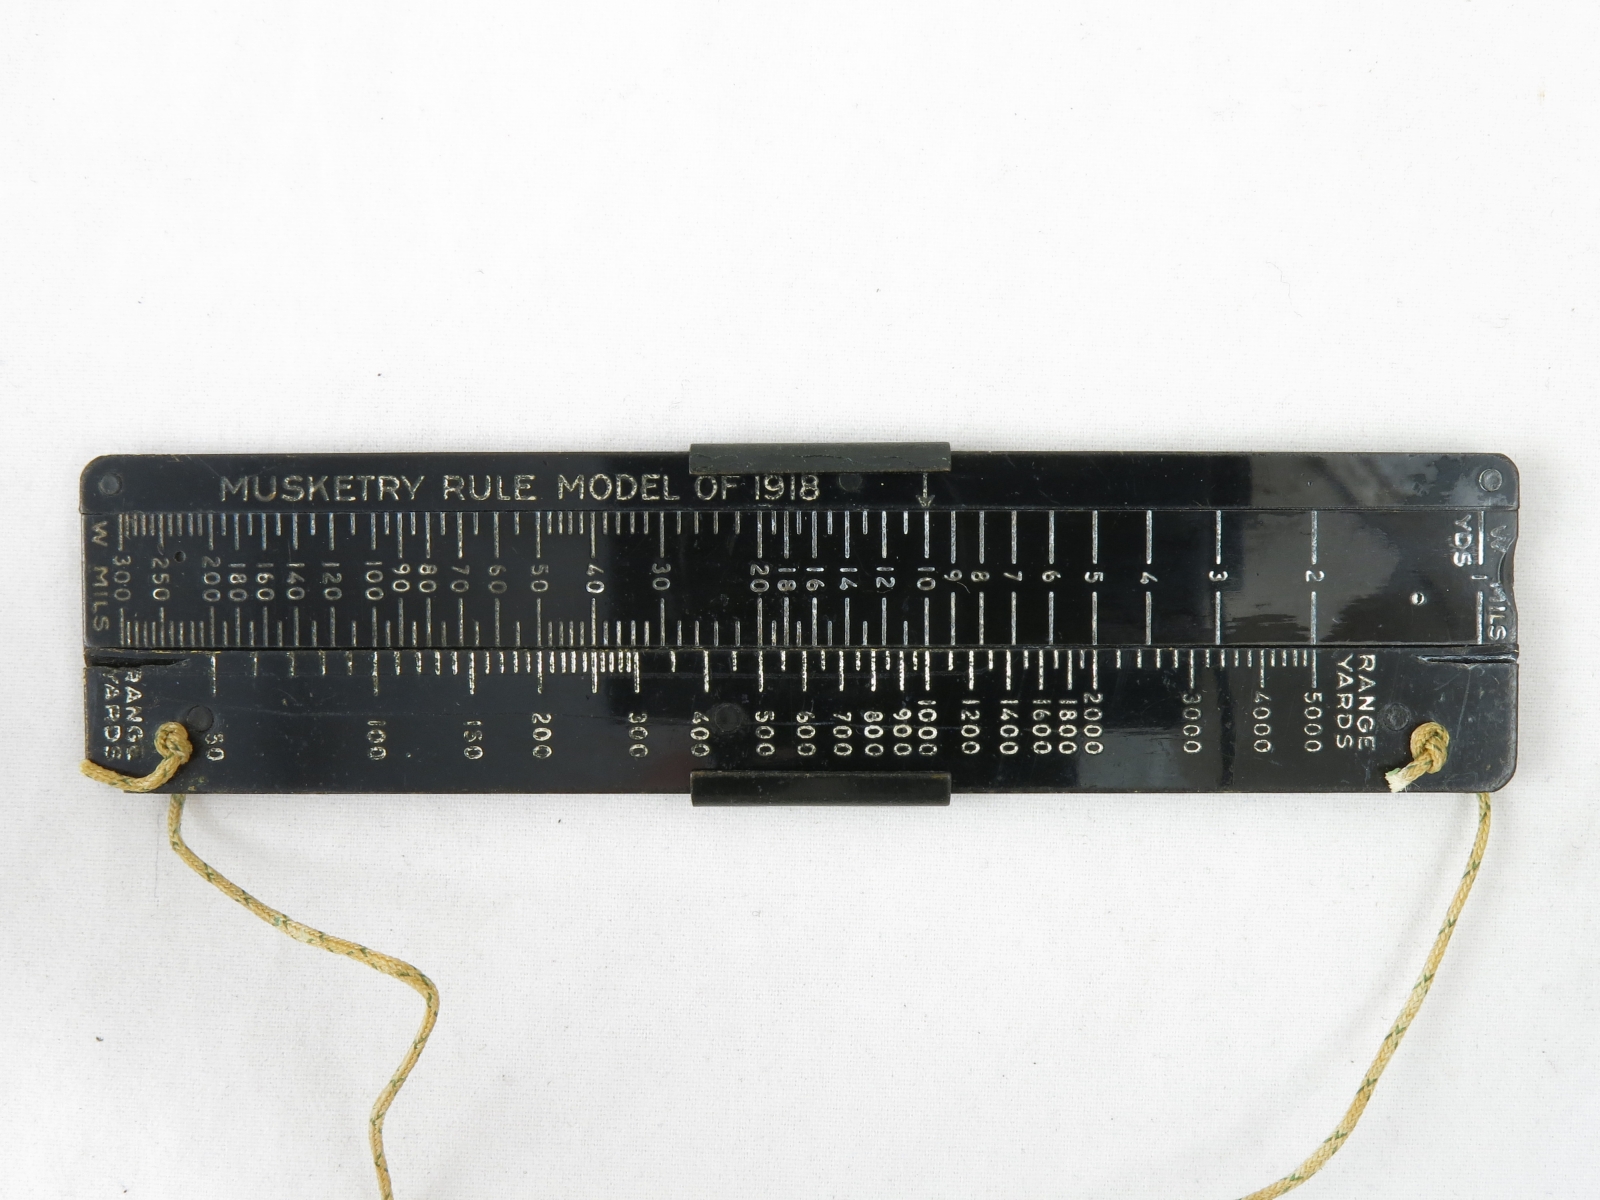 MUSKETRY RULE MODEL OF 1918
W MILS 300 250 200 180 160 140 120 100 90 80 70 60 50 40 30 20 18 16 14 12 10 9 8 7 6 5 4 3 2 1 YDS W MILS
RANGE YARDS 50 100 150 200 300 400 500 600 700 800 900 1000 1200 1400 1600 1800 2000 3000 4000 5000 RANGE YARDS